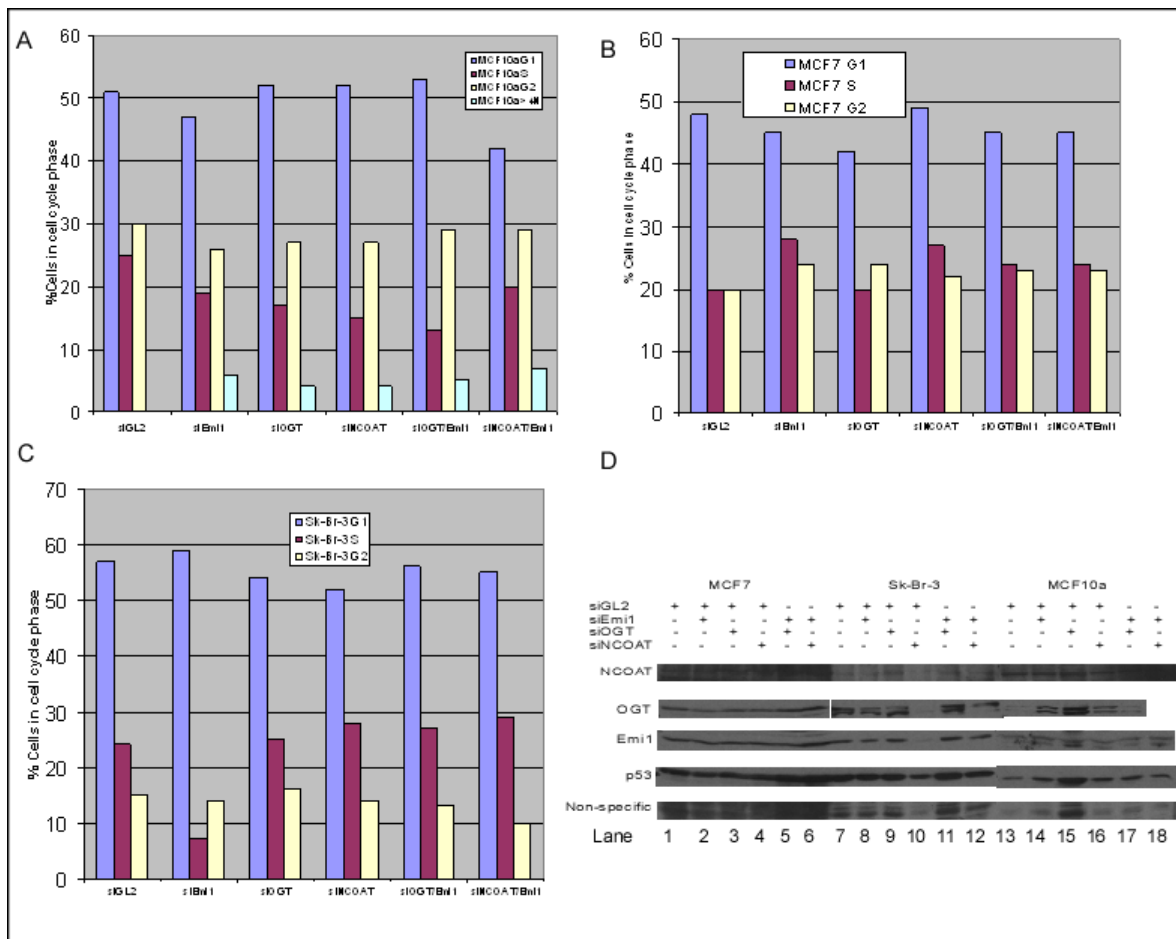 A
60
50
40
30
20
10
0
%Cells in cell cycle phase
MCF10aG1
MCF10aS
MCF10aG2
MCF10a> 4N
siGL2 siEmi1 siOGT siNCOAT siOGT/Emi1 siNCOAT/Emi1
B
60
50
40
30
20
10
0
% Cells in cell cycle phase
MCF7 G1
MCF7 S
MCF7 G2
siGL2 siEmi1 siOGT siNCOAT siOGT/Emi1 siNCOAT/Emi1
C
70
60
50
40
30
20
10
0
% Cells in cell cycle phase
Sk-Br-3G1
Sk-Br-3S
Sk-Br-3G2
siGL2 siEmi1 siOGT siNCOAT siOGT/Emi1 siNCOAT/Emi1
D
MCF7 Sk-Br-3 MCF10a
siGL2 + + + + - - + + + + - - + + + + - -
siEmi1 - + - - + + - + - - + + - + - - + +
siOGT - - + - + - - - + - + - - - + - + -
siNCOAT - - - + - + - - - + - + - - - + - +
NCOAT
OGT
Emi1
p53
Non-specific
Lane 1 2 3 4 5 6 7 8 9 10 11 12 13 14 15 16 17 18